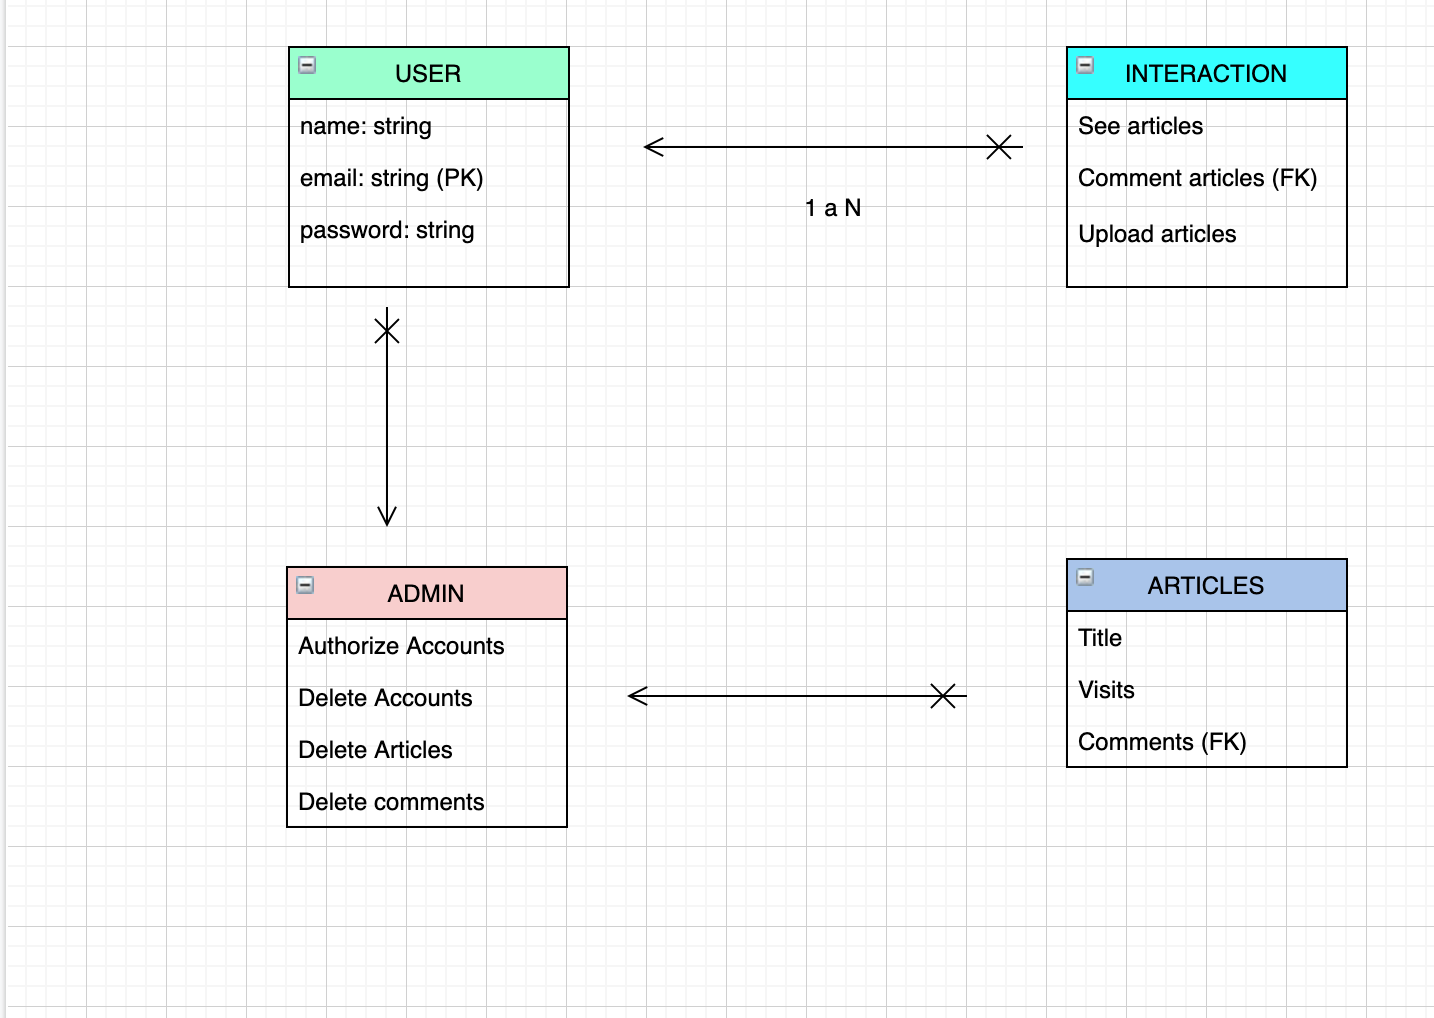 USER
name: string
email: string (PK)
password: string
1 a N
INTERACTION
See articles
Comment articles (FK)
Upload articles
ADMIN
Authorize Accounts
Delete Accounts
Delete Articles
Delete comments
ARTICLES
Title
Visits
Comments (FK)